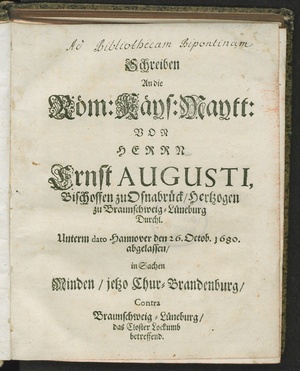 Ad Bibliothecam Bipontinam
Schreiben
An die
Röm: Käys: Maytt:
VON
HERRN
Ernst AUGUSTI,
Bischoffen zu Osnabrück / Hertzogen
zu Braunschweig-Lüneburg
Durchl.
Unterm dato Hannover den 26. Octob. 1680.
abgelassen /
in Sachen
Minden / jetzo Chur-Brandenburg /
Contra
Braunschweig-Lüneburg /
das Closter Lockumb
betreffend.